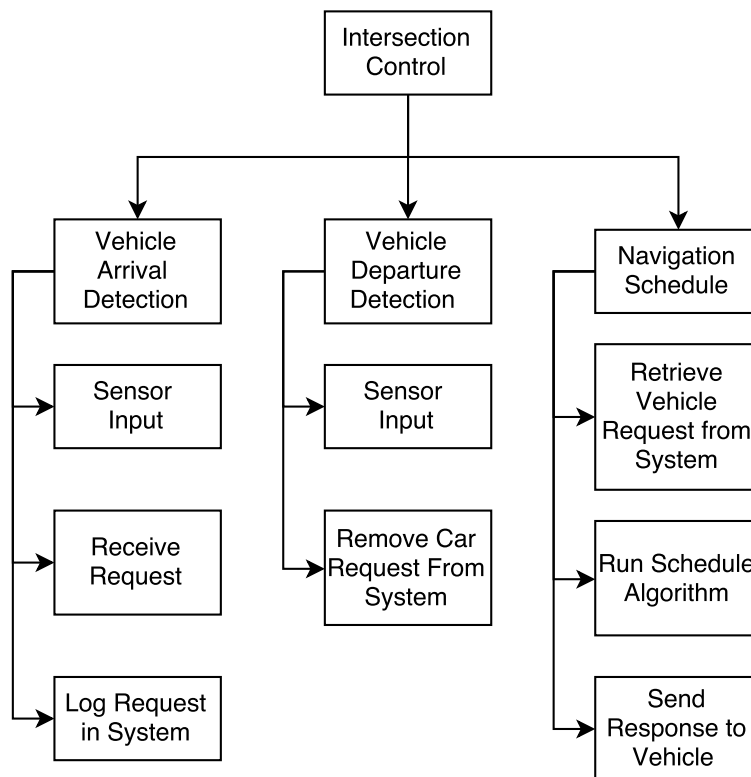 Intersection
Control
Vehicle
Arrival
Detection
Sensor
Input
Receive
Request
Log Request
in System
Vehicle
Departure
Detection
Sensor
Input
Remove Car
Request From
System
Navigation
Schedule
Retrieve
Vehicle
Request from
System
Run Schedule
Algorithm
Send
Response to
Vehicle